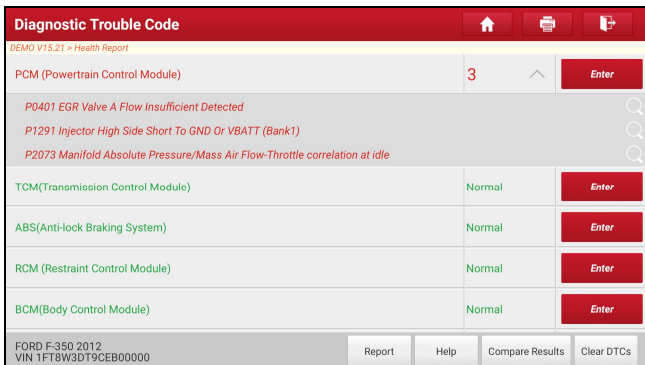 Diagnostic Trouble Code
DEMO V15.21 > Health Report
PCM (Powertrain Control Module) 3 Enter
P0401 EGR Valve A Flow Insufficient Detected
P1291 Injector High Side Short To GND Or VBATT (Bank1)
P2073 Manifold Absolute Pressure/Mass Air Flow-Throttle correlation at idle
TCM(Transmission Control Module) Normal Enter
ABS(Anti-lock Braking System) Normal Enter
RCM (Restraint Control Module) Normal Enter
BCM(Body Control Module) Normal Enter
FORD F-350 2012
VIN 1FT8W3DT9CEB00000
Report Help Compare Results Clear DTCs